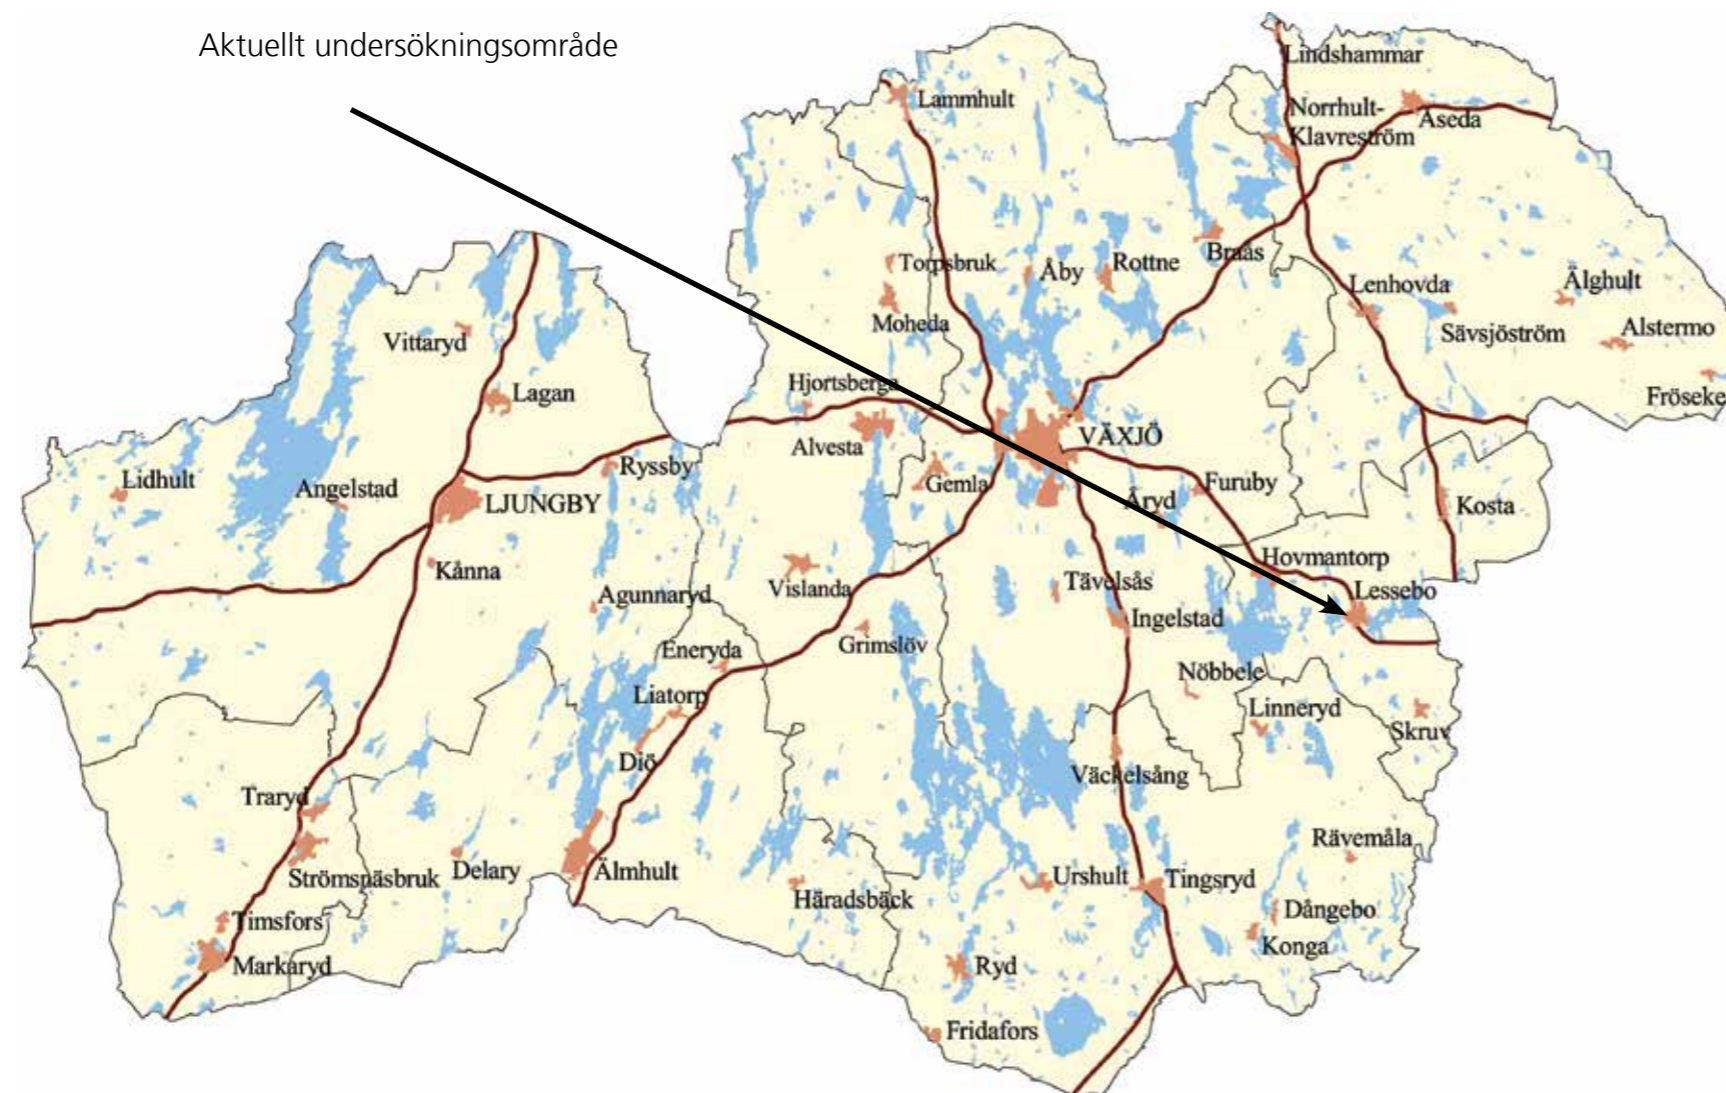 Aktuellt undersökningsområde
Lindshammar
Lammhult
Norrhult-
Klavreström
Åseda
Torpsbruk
Åby
Rottne
Braås
Lenhovda
Älghult
Moheda
Sävsjöström
Alstermo
Vittaryd
Hjortsberga
Fröseke
Lagan
Alvesta
VÄXJÖ
Ryssby
Gemla
Furuby
Lidhult
Angelstad
LJUNGBY
Åryd
Kosta
Kånna
Hovmantorp
Vislanda
Tävelsås
Agunnaryd
Lessebo
Ingelstad
Grimslöv
Eneryda
Nöbbele
Liatorp
Linneryd
Skruv
Diö
Väckelsång
Traryd
Rävemåla
Strömsnäsbruk
Delary
Älmhult
Urshult
Tingsryd
Häradsbäck
Dångebo
Timsfors
Konga
Markaryd
Ryd
Fridafors